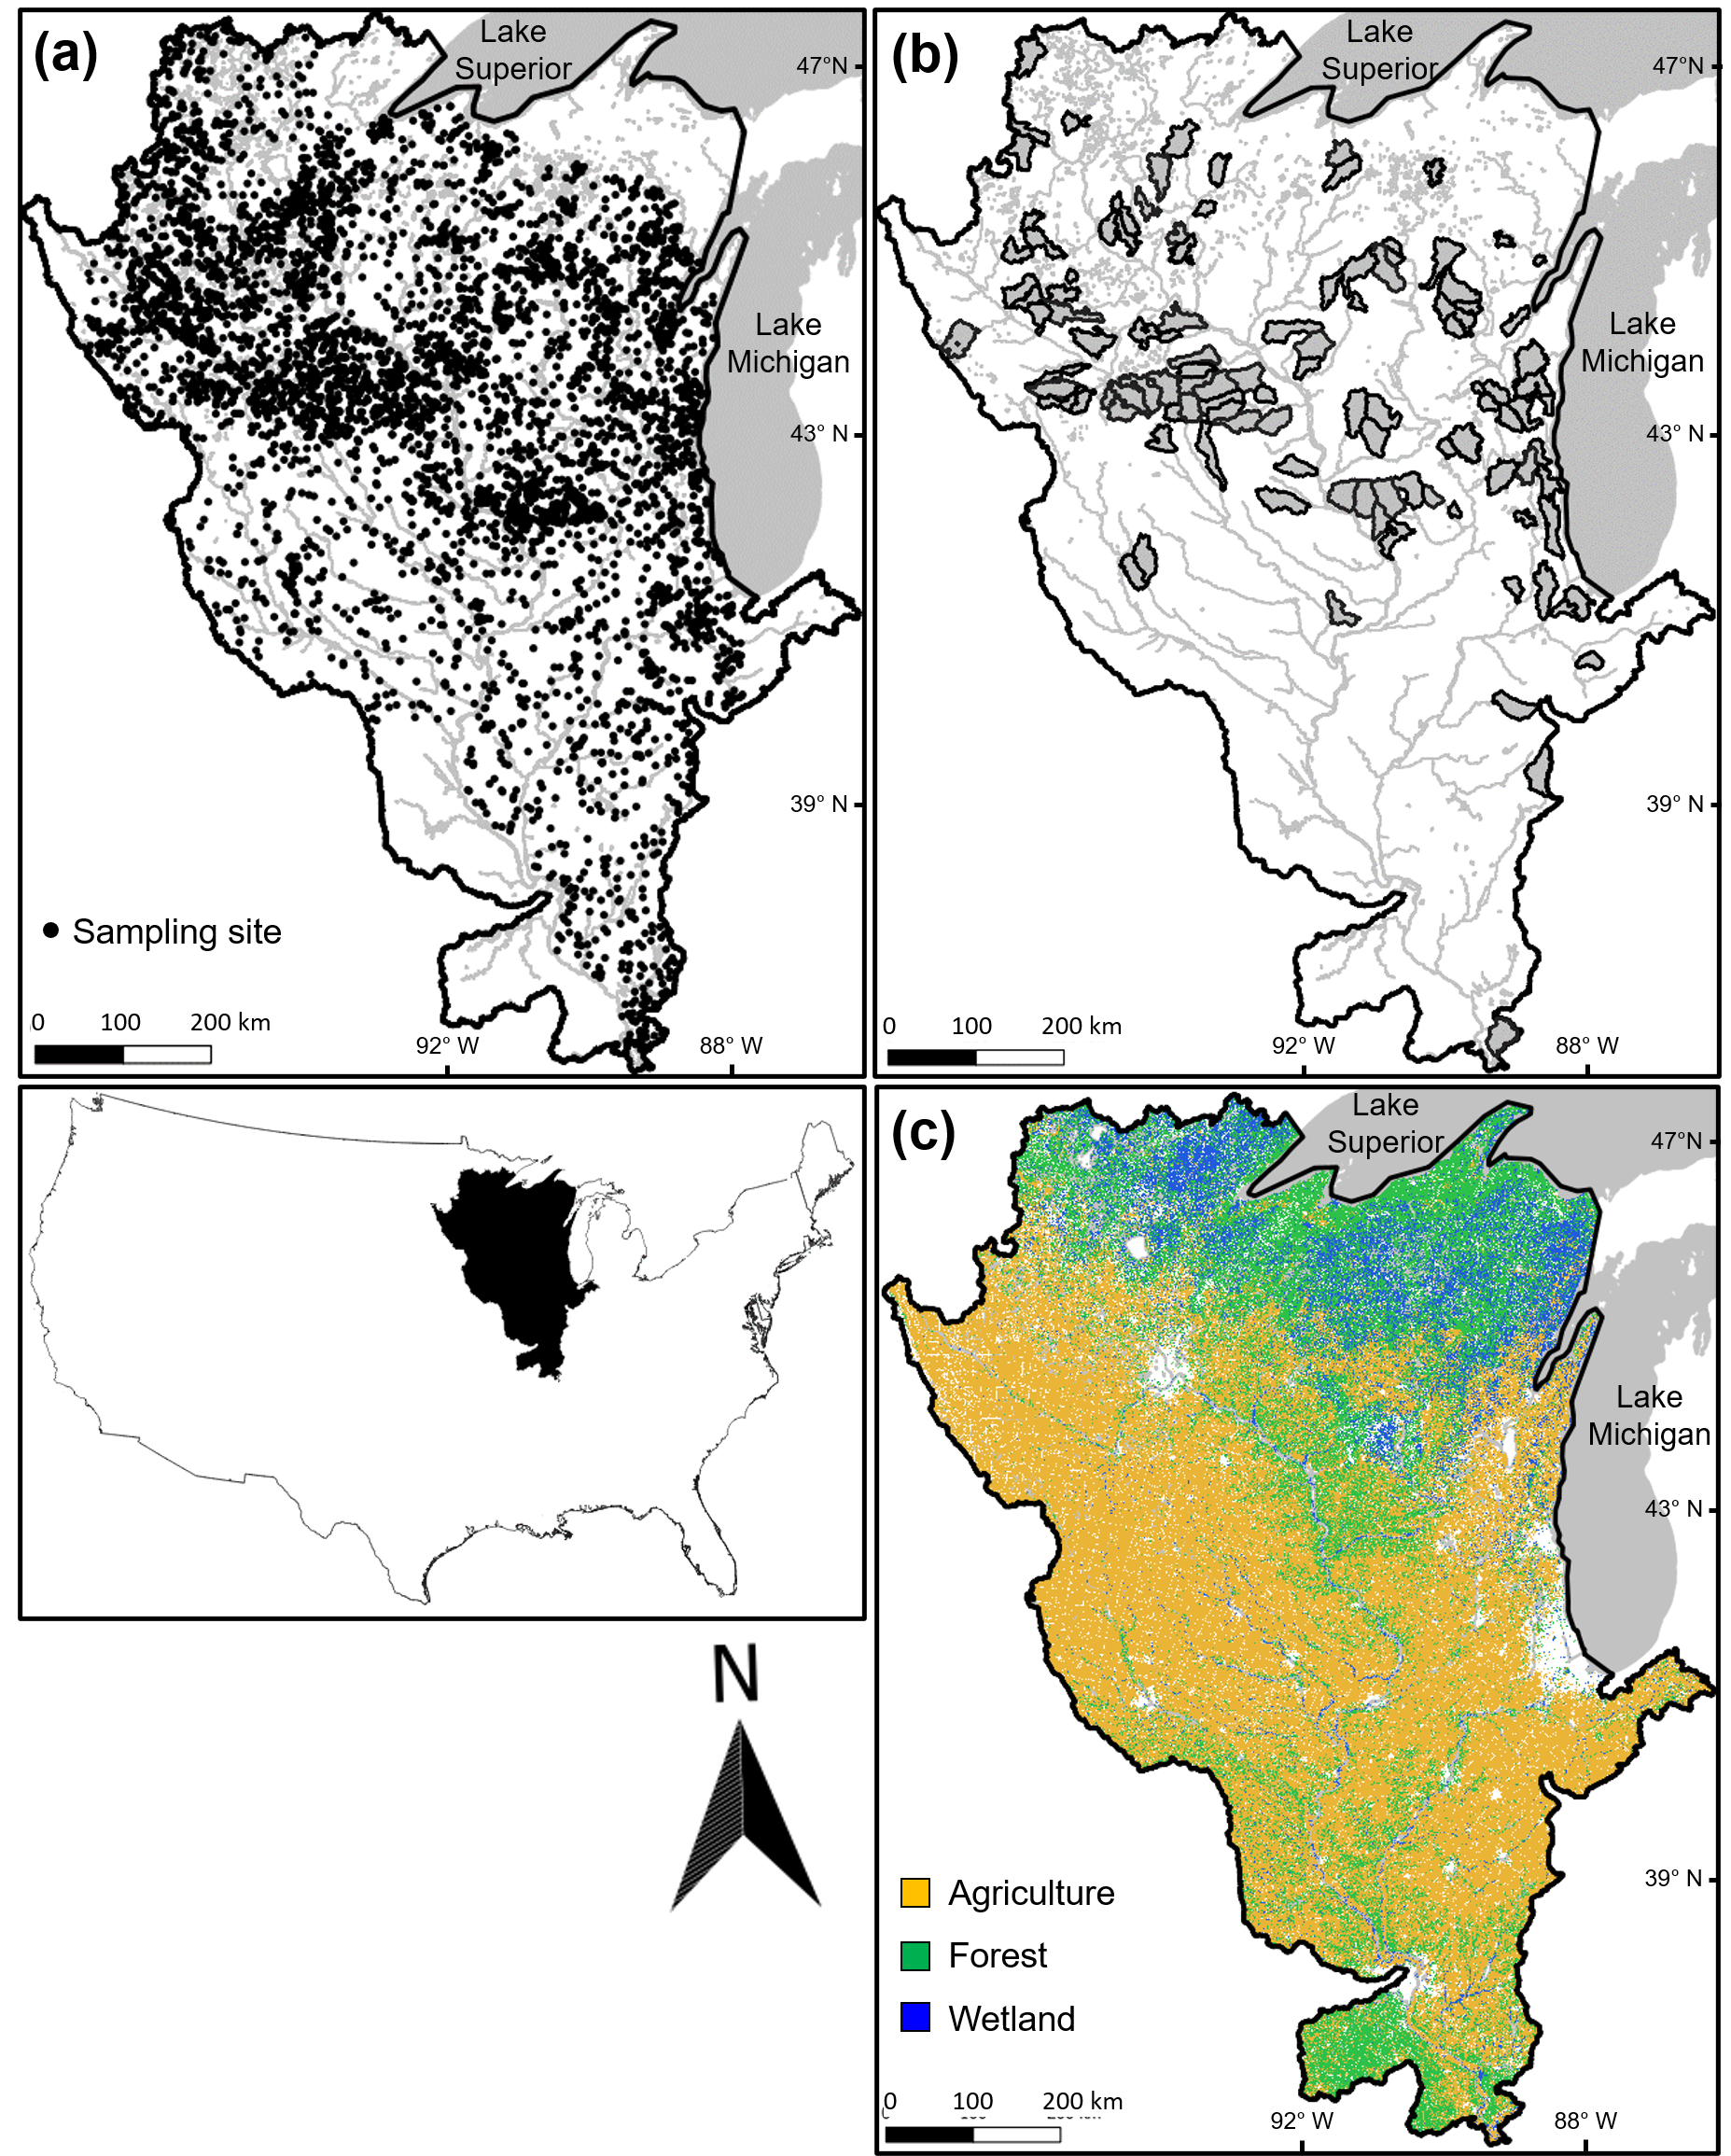 (a)
Lake
Superior
47°N
Lake
Michigan
43° N
39° N
Sampling site
0 100 200 km
92° W 88° W
(b)
Lake
Superior
47°N
Lake
Michigan
43° N
39° N
0 100 200 km
92° W 88° W
(c)
Lake
Superior
47°N
Lake
Michigan
43° N
39° N
Agriculture
Forest
Wetland
0 100 200 km
92° W 88° W
N